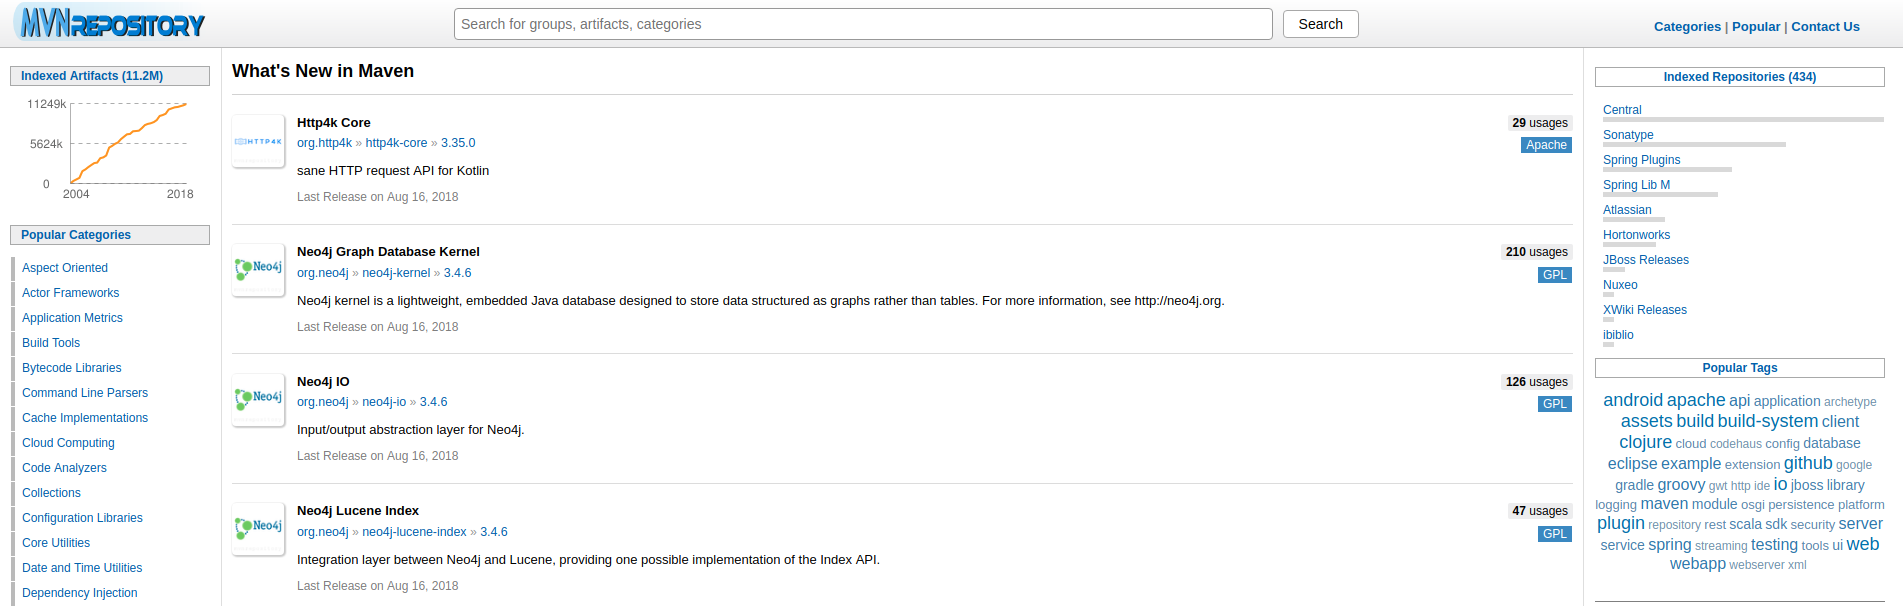 MVNREPOSITORY
Search for groups, artifacts, categories
Search
Categories | Popular | Contact Us
Indexed Artifacts (11.2M)
11249k
5624k
0
2004 2018
Popular Categories
Aspect Oriented
Actor Frameworks
Application Metrics
Build Tools
Bytecode Libraries
Command Line Parsers
Cache Implementations
Cloud Computing
Code Analyzers
Collections
Configuration Libraries
Core Utilities
Date and Time Utilities
Dependency Injection
What's New in Maven
HTTP4K
Http4k Core
29 usages
org.http4k » http4k-core » 3.35.0
Apache
sane HTTP request API for Kotlin
Last Release on Aug 16, 2018
Neo4j
Neo4j Graph Database Kernel
210 usages
org.neo4j » neo4j-kernel » 3.4.6
GPL
Neo4j kernel is a lightweight, embedded Java database designed to store data structured as graphs rather than tables. For more information, see http://neo4j.org.
Last Release on Aug 16, 2018
Neo4j
Neo4j IO
126 usages
org.neo4j » neo4j-io » 3.4.6
GPL
Input/output abstraction layer for Neo4j.
Last Release on Aug 16, 2018
Neo4j
Neo4j Lucene Index
47 usages
org.neo4j » neo4j-lucene-index » 3.4.6
GPL
Integration layer between Neo4j and Lucene, providing one possible implementation of the Index API.
Last Release on Aug 16, 2018
Indexed Repositories (434)
Central
Sonatype
Spring Plugins
Spring Lib M
Atlassian
Hortonworks
JBoss Releases
Nuxeo
XWiki Releases
ibiblio
Popular Tags
android apache api application archetype
assets build build-system client
clojure cloud codehaus config database
eclipse example extension github google
gradle groovy gwt http ide io jboss library
logging maven module osgi persistence platform
plugin repository rest scala sdk security server
service spring streaming testing tools ui web
webapp webserver xml